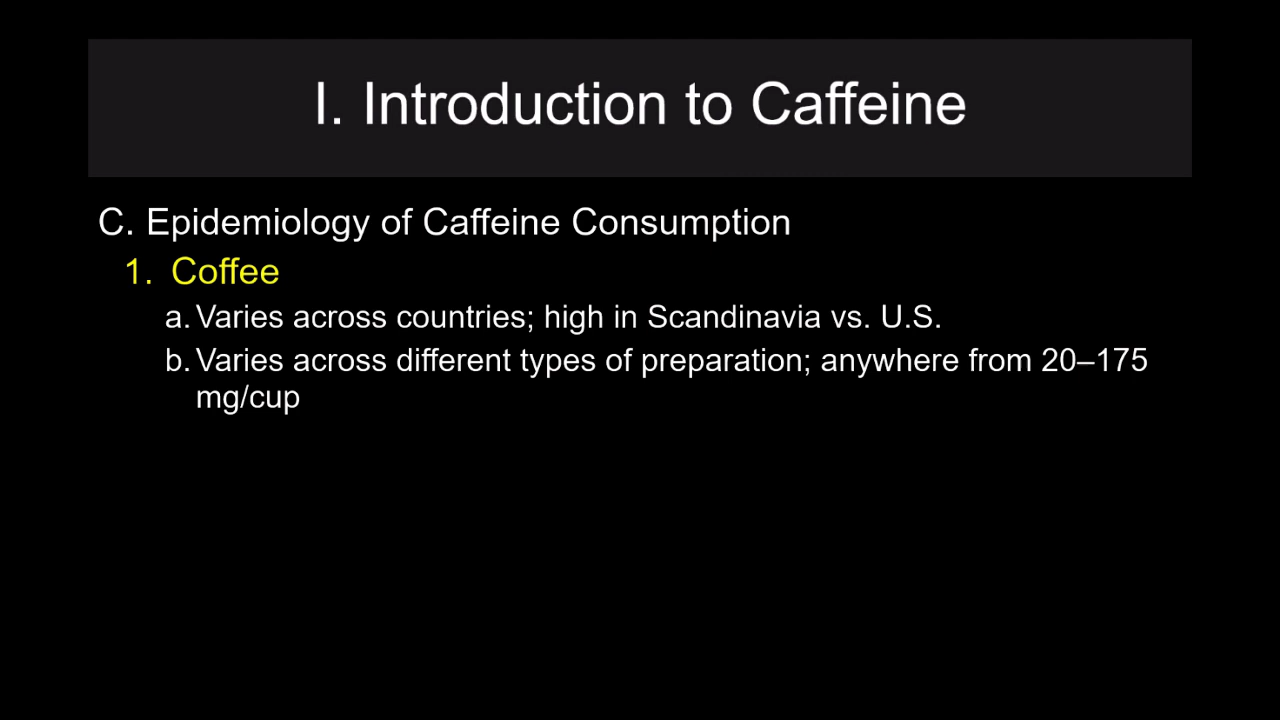 I. Introduction to Caffeine
C. Epidemiology of Caffeine Consumption
1. Coffee
a. Varies across countries; high in Scandinavia vs. U.S.
b. Varies across different types of preparation; anywhere from 20–175
mg/cup